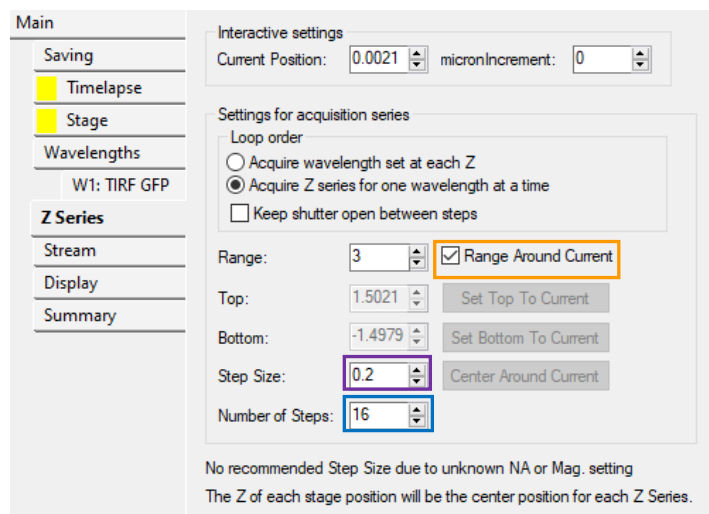 Main
Saving
Timelapse
Stage
Wavelengths
W1: TIRF GFP
Z Series
Stream
Display
Summary
Interactive settings
Current Position: 0.0021 micronIncrement: 0
Settings for acquisition series
Loop order
Acquire wavelength set at each Z
Acquire Z series for one wavelength at a time
Keep shutter open between steps
Range: 3 Range Around Current
Top: 1.5021 Set Top To Current
Bottom: -1.4979 Set Bottom To Current
Step Size: 0.2 Center Around Current
Number of Steps: 16
No recommended Step Size due to unknown NA or Mag. setting
The Z of each stage position will be the center position for each Z Series.